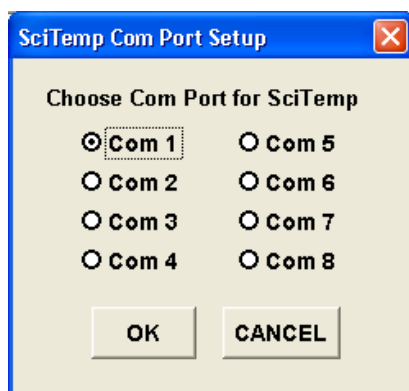 SciTemp Com Port Setup
Choose Com Port for SciTemp
Com 1 Com 5
Com 2 Com 6
Com 3 Com 7
Com 4 Com 8
OK CANCEL